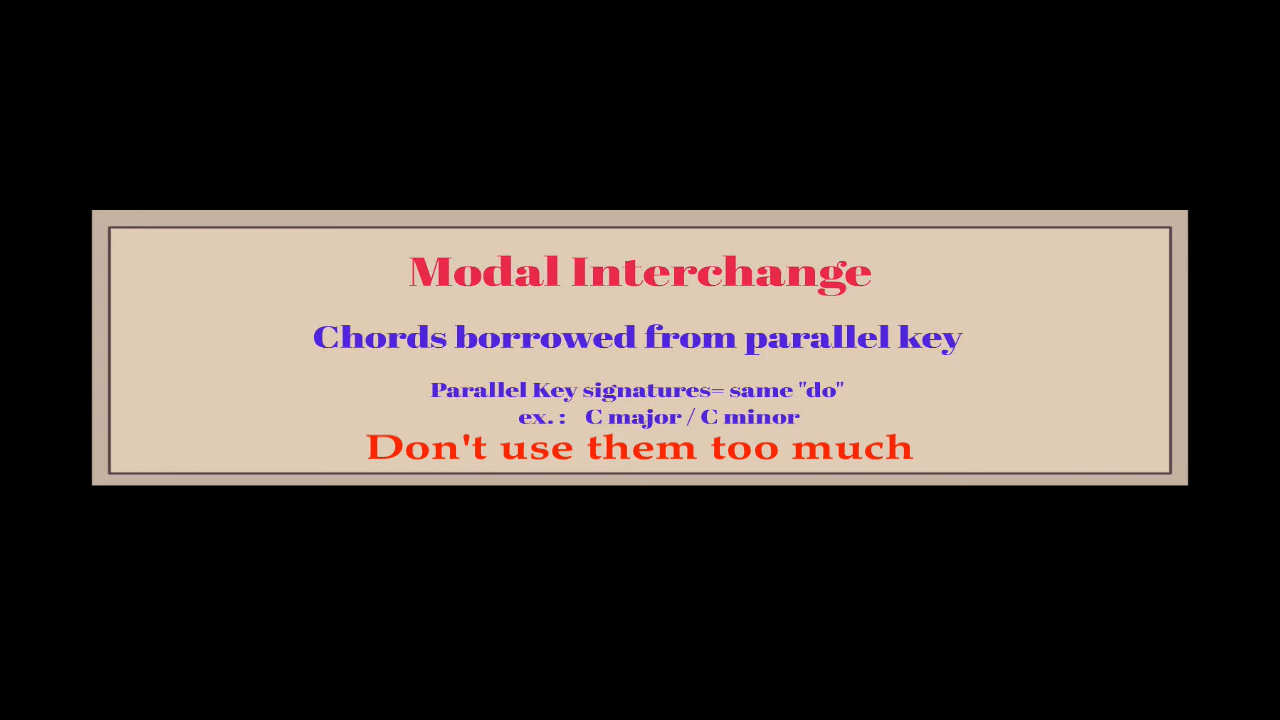 Modal Interchange
Chords borrowed from parallel key
Parallel Key signatures= same "do"
ex. : C major / C minor
Don't use them too much